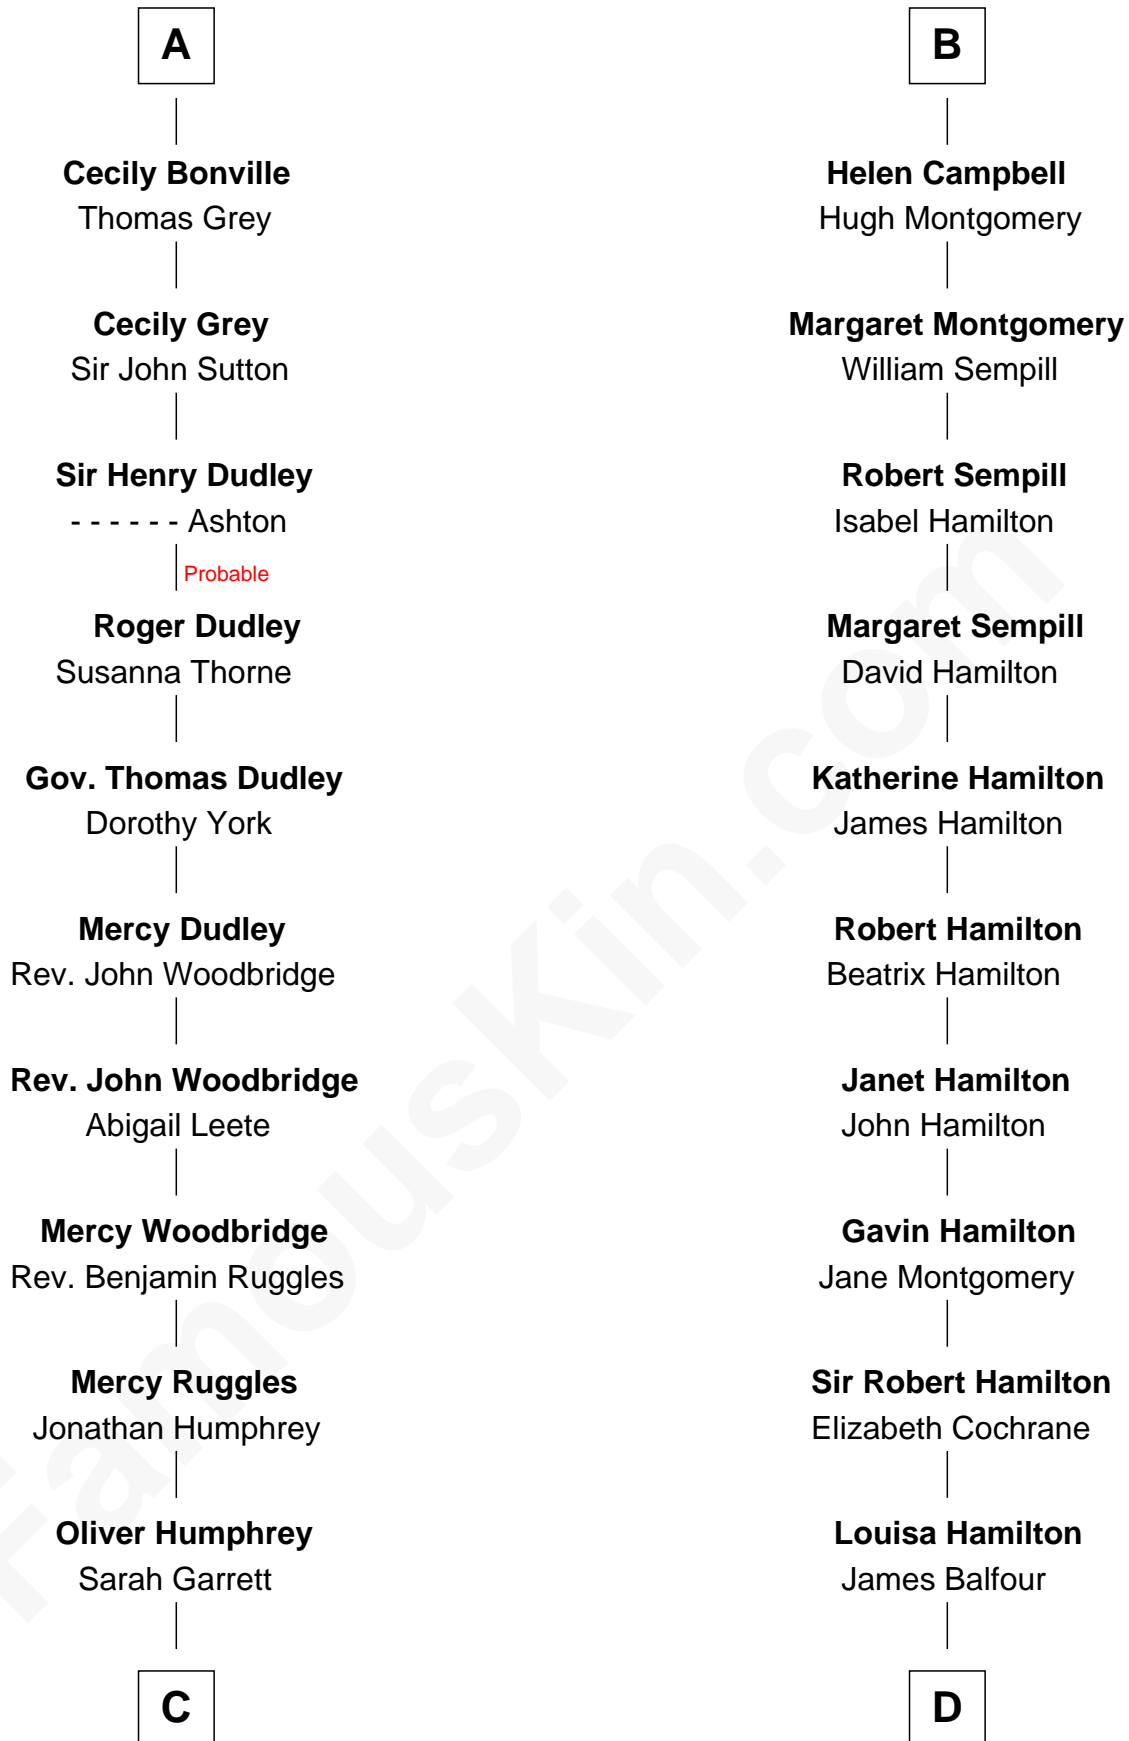 A
Cecily Bonville
Thomas Grey
Cecily Grey
Sir John Sutton
Sir Henry Dudley
- - - - - - Ashton
Probable
Roger Dudley
Susanna Thorne
Gov. Thomas Dudley
Dorothy York
Mercy Dudley
Rev. John Woodbridge
Rev. John Woodbridge
Abigail Leete
Mercy Woodbridge
Rev. Benjamin Ruggles
Mercy Ruggles
Jonathan Humphrey
Oliver Humphrey
Sarah Garrett
C
B
Helen Campbell
Hugh Montgomery
Margaret Montgomery
William Sempill
Robert Sempill
Isabel Hamilton
Margaret Sempill
David Hamilton
Katherine Hamilton
James Hamilton
Robert Hamilton
Beatrix Hamilton
Janet Hamilton
John Hamilton
Gavin Hamilton
Jane Montgomery
Sir Robert Hamilton
Elizabeth Cochrane
Louisa Hamilton
James Balfour
D
FamousKin.com